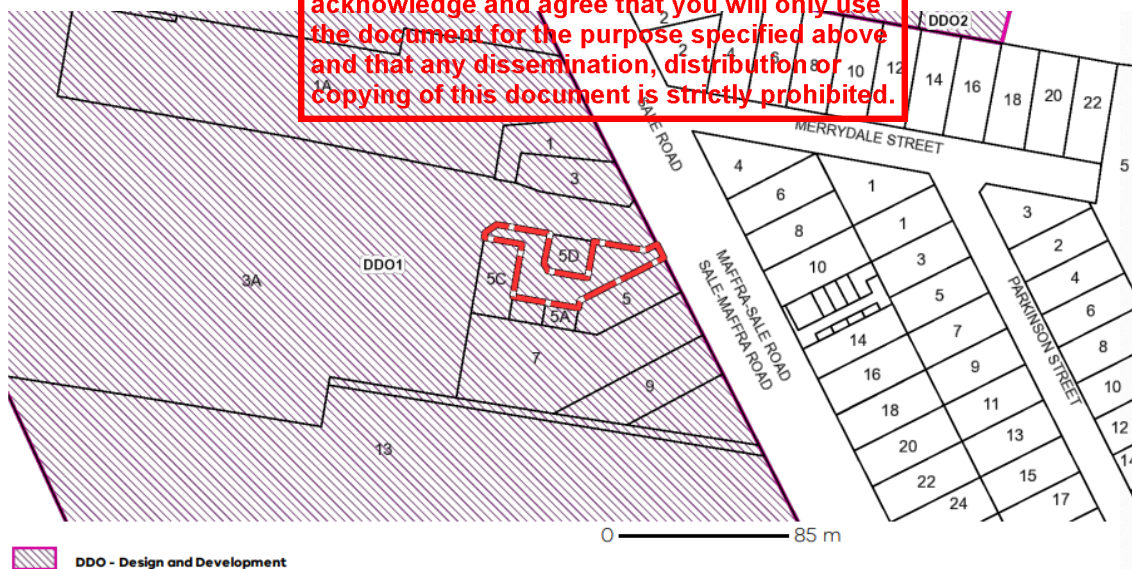 acknowledge and agree that you will only use
the document for the purpose specified above
and that any dissemination, distribution or
copying of this document is strictly prohibited.
DDO2
2
2
4
6
8
10
12
14
16
18
20
22
1A
SALE ROAD
MERRYDALE STREET
5
1
3
4
6
8
10
1
1
3
5
7
9
11
13
15
17
3
2
4
6
8
10
12
14
DDO1
3A
5D
5C
5
5A
7
9
13
MAFFRA-SALE ROAD
SALE-MAFFRA ROAD
PARKINSON STREET
14
16
18
20
22
24
0
85 m
DDO - Design and Development